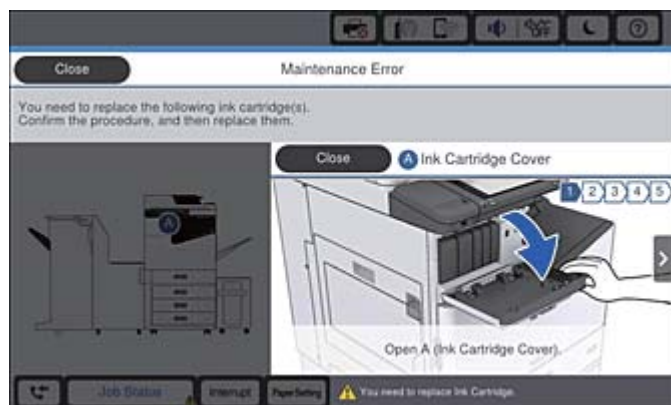 OFF
Close
Maintenance Error
You need to replace the following ink cartridge(s).
Confirm the procedure, and then replace them.
Close
A Ink Cartridge Cover
1 2 3 4 5
A
Open A (Ink Cartridge Cover).
Job Status
Interrupt
Paper Setting
You need to replace Ink Cartridge.